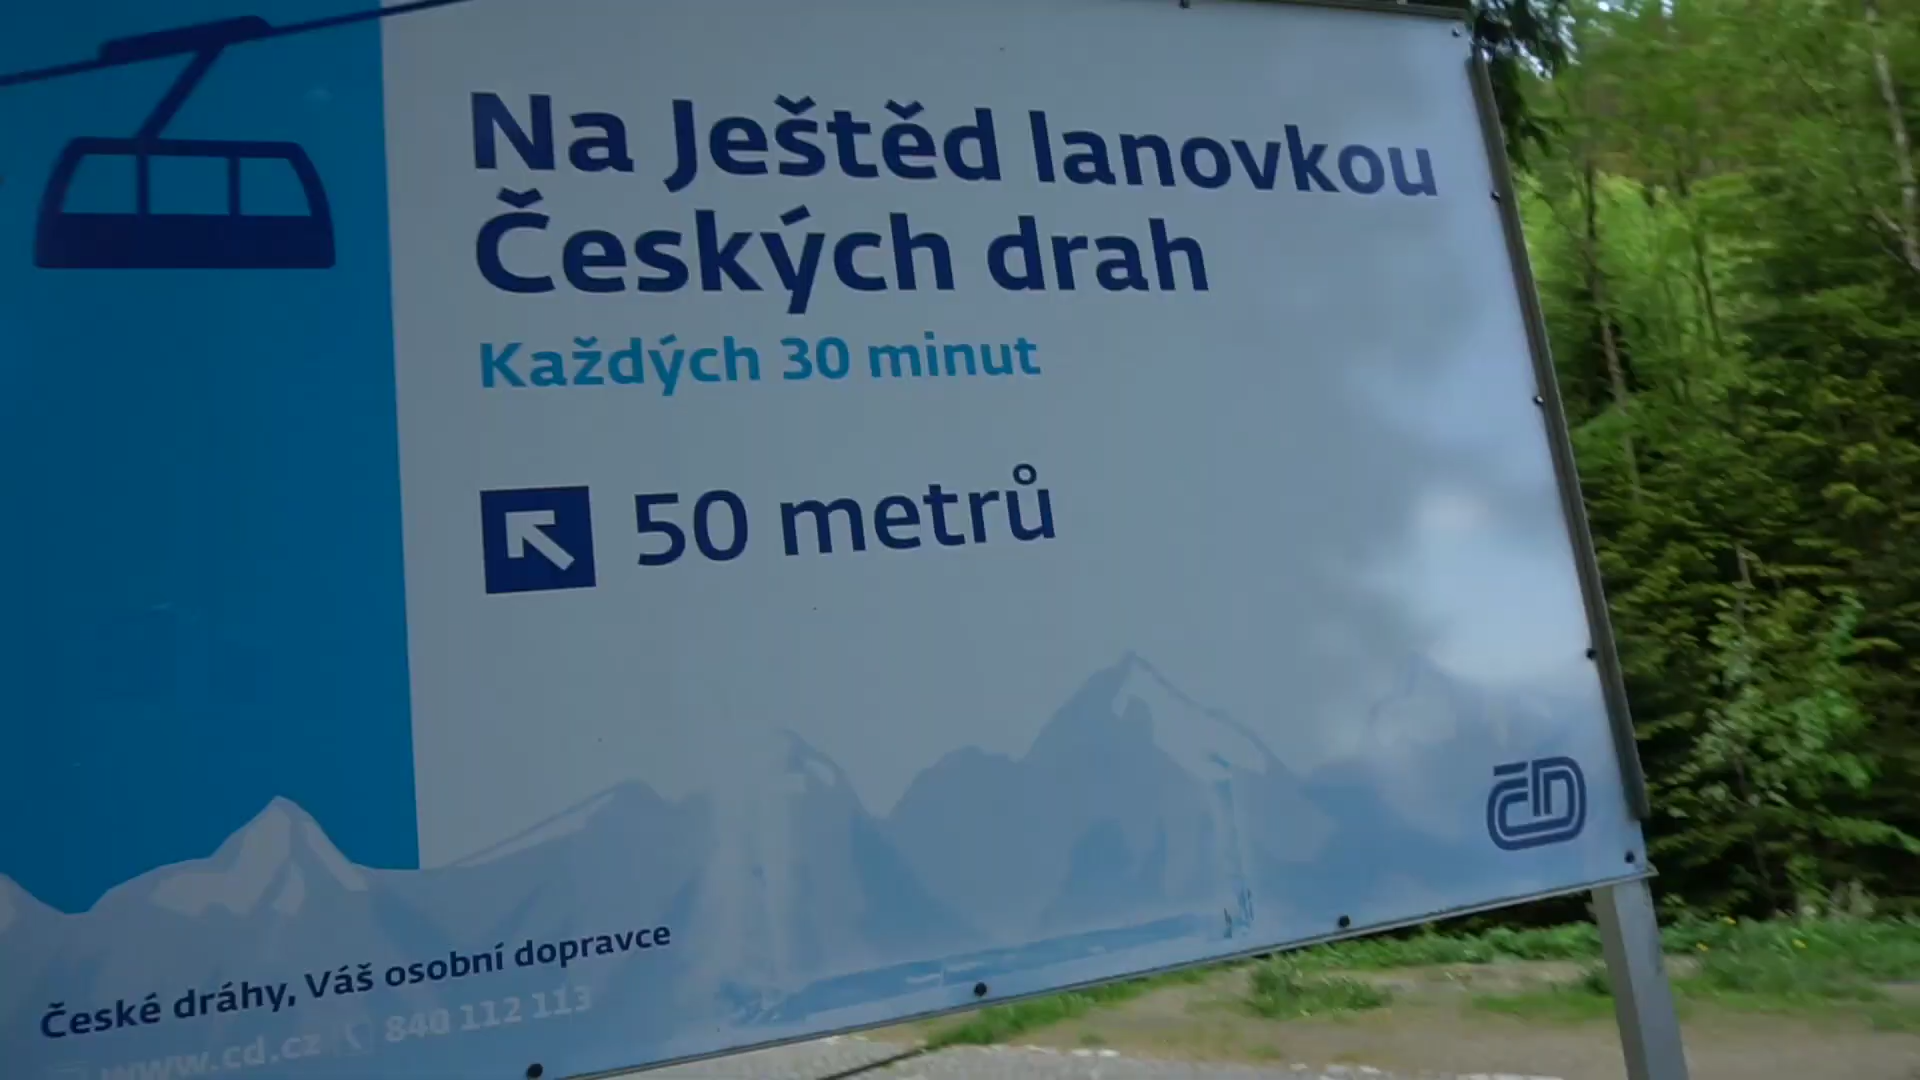 Na Ještěd lanovkou
Českých drah
Každých 30 minut
50 metrů
ČD
České dráhy, Váš osobní dopravce
www.cd.cz 840 112 113